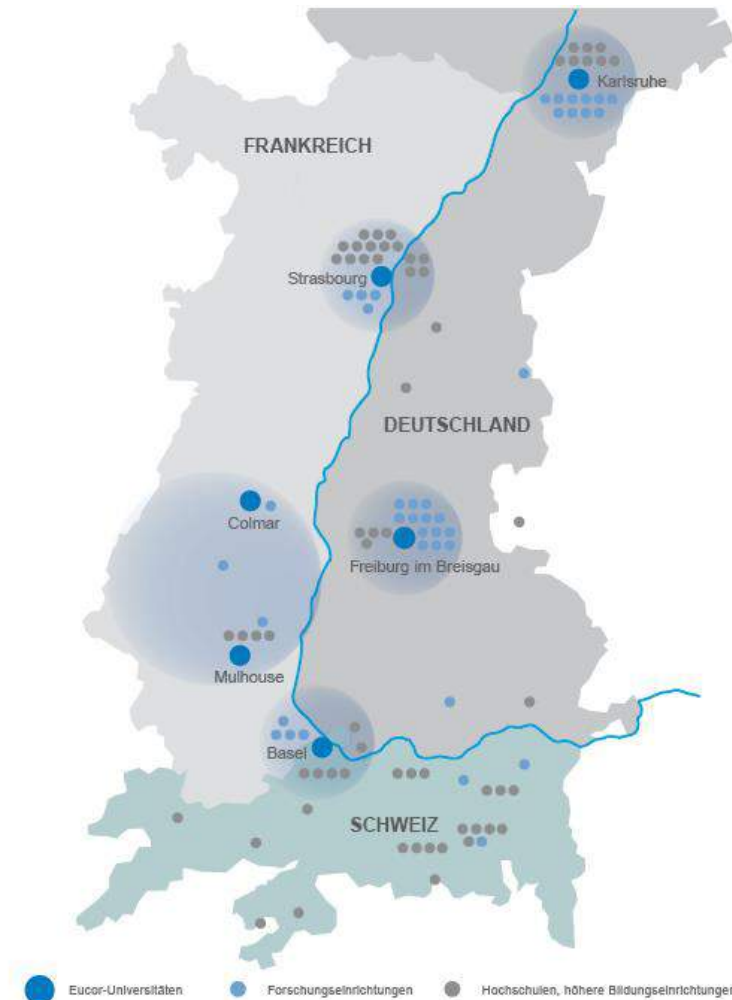 Karlsruhe
FRANKREICH
Strasbourg
DEUTSCHLAND
Colmar
Freiburg im Breisgau
Mulhouse
Basel
SCHWEIZ
Eucor-Universitäten
Forschungseinrichtungen
Hochschulen, höhere Bildungseinrichtungen